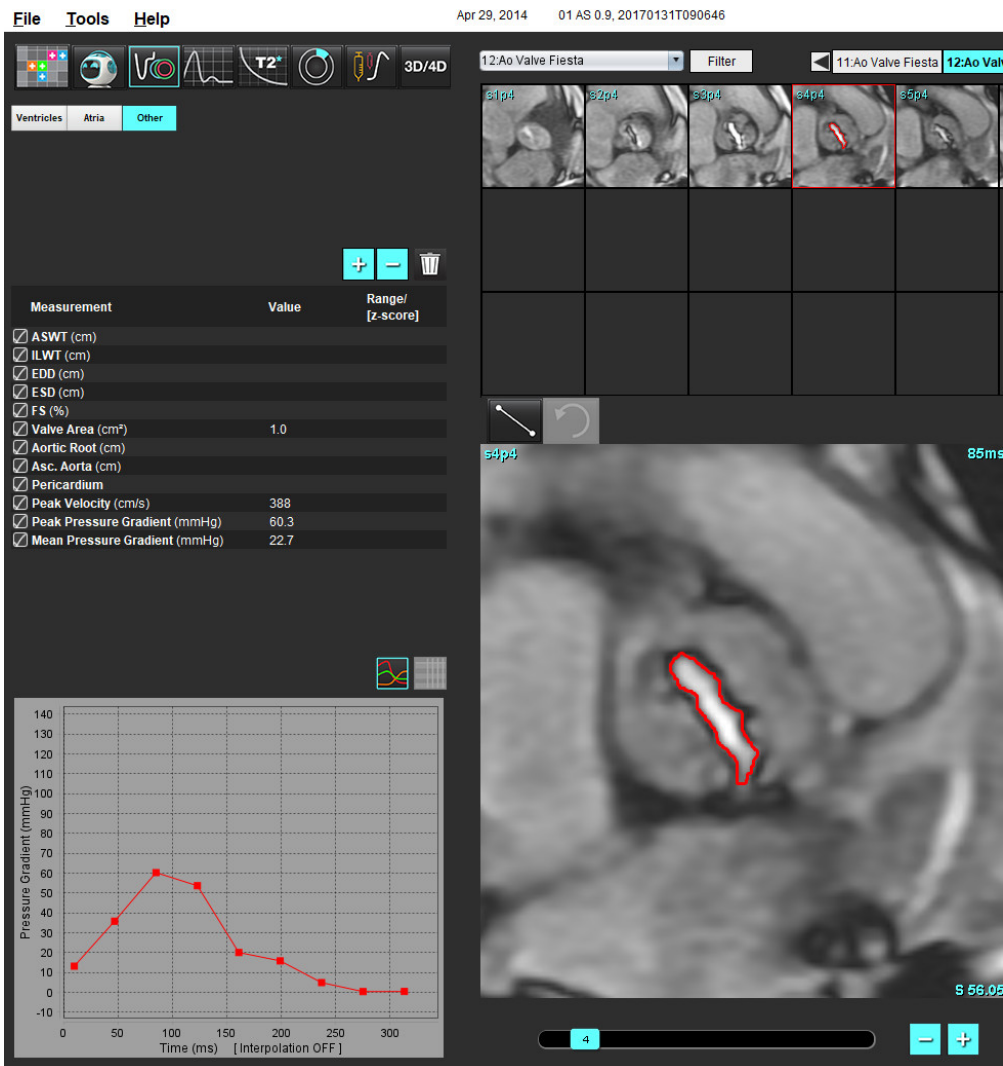 File Tools Help
Apr 29, 2014 01 AS 0.9, 20170131T090646
T2* 3D/4D
12:Ao Valve Fiesta Filter 11:Ao Valve Fiesta 12:Ao Valv
Ventricles Atria Other
s1p4 s2p4 s3p4 s4p4 s5p4
+ −
Measurement Value Range/
[z-score]
ASWT (cm)
ILWT (cm)
EDD (cm)
ESD (cm)
FS (%)
Valve Area (cm²) 1.0
Aortic Root (cm)
Asc. Aorta (cm)
Pericardium
Peak Velocity (cm/s) 388
Peak Pressure Gradient (mmHg) 60.3
Mean Pressure Gradient (mmHg) 22.7
s4p4 85ms
S 56.05
4
− +
Pressure Gradient (mmHg)
140
130
120
110
100
90
80
70
60
50
40
30
20
10
0
-10
0 50 100 150 200 250 300
Time (ms) [ Interpolation OFF ]